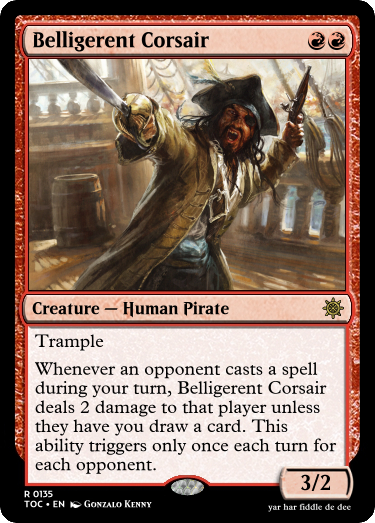 Belligerent Corsair
Creature — Human Pirate
Trample
Whenever an opponent casts a spell
during your turn, Belligerent Corsair
deals 2 damage to that player unless
they have you draw a card. This
ability triggers only once each turn for
each opponent.
3/2
R 0135
TOC • EN Gonzalo Kenny
yar har fiddle de dee